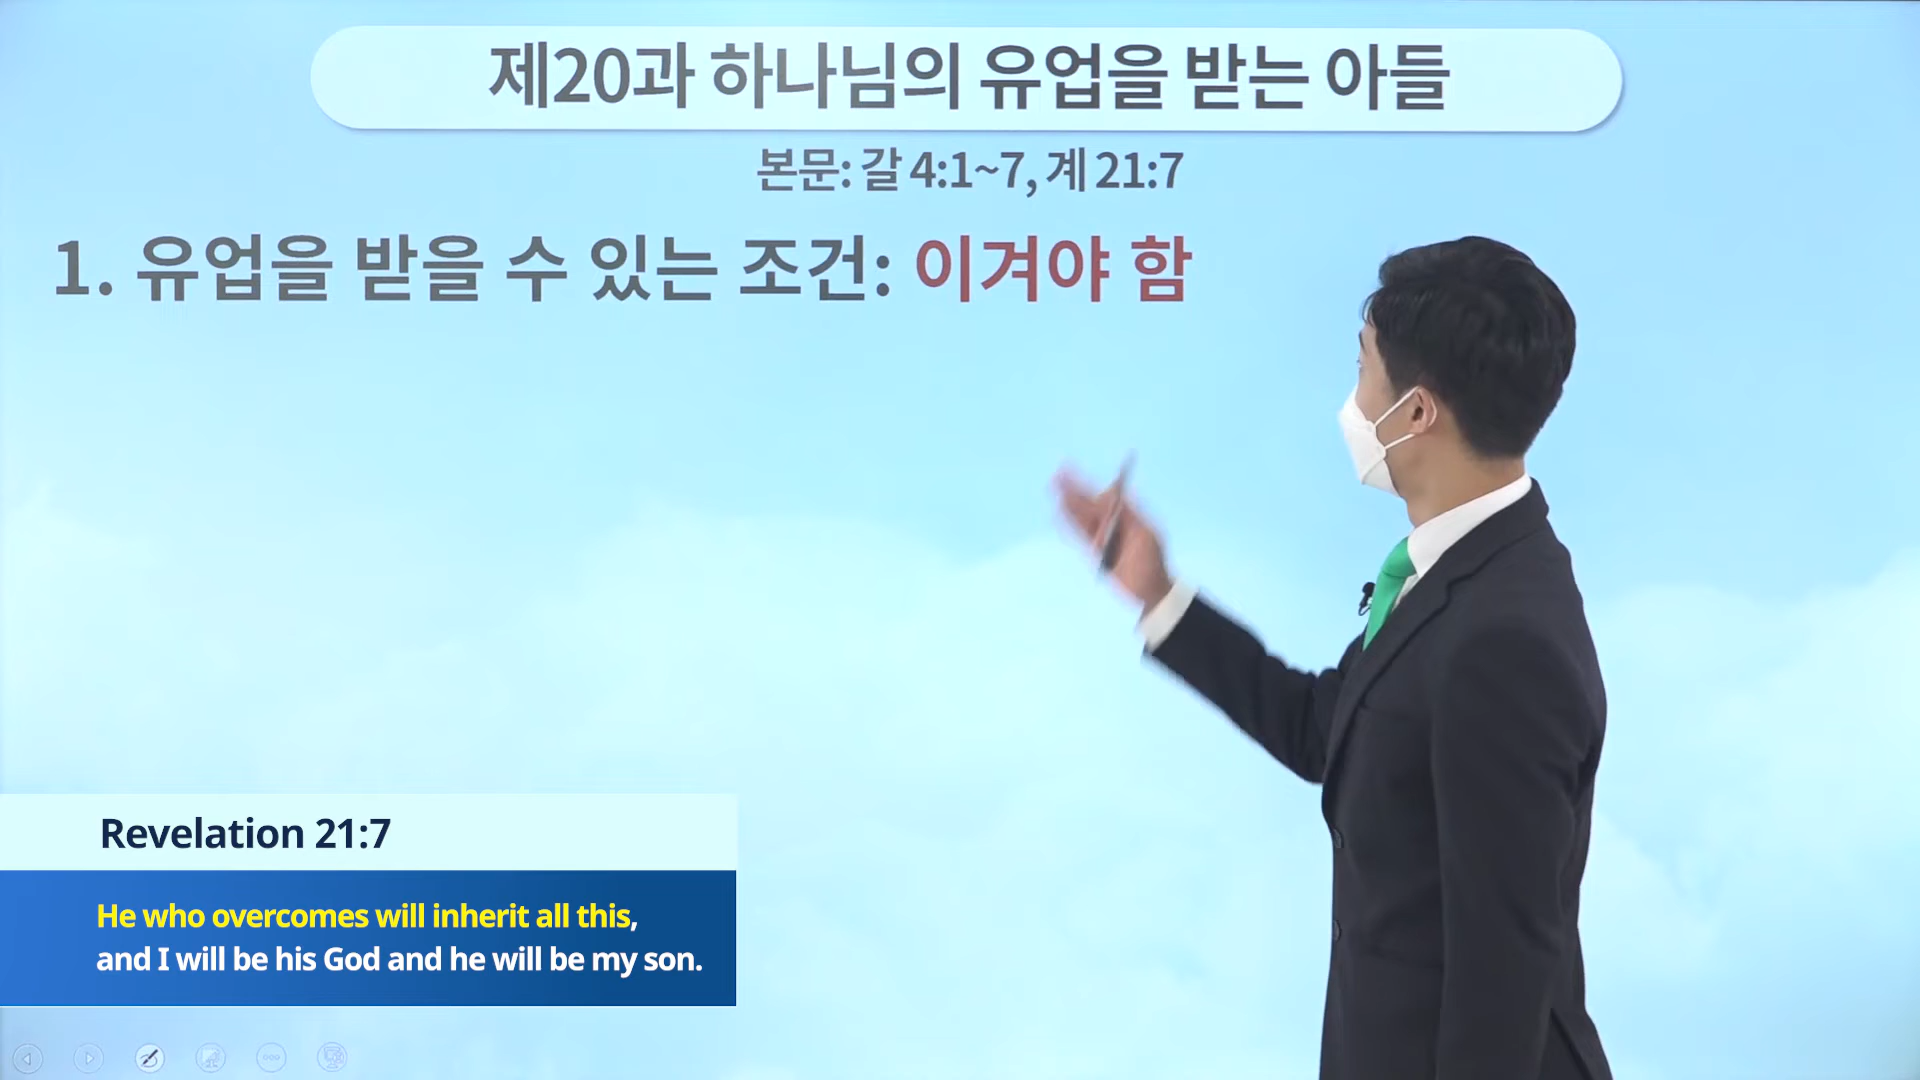 제20과 하나님의 유업을 받는 아들
본문: 갈 4:1~7, 계 21:7
1. 유업을 받을 수 있는 조건: 이겨야 함
Revelation 21:7
He who overcomes will inherit all this,
and I will be his God and he will be my son.